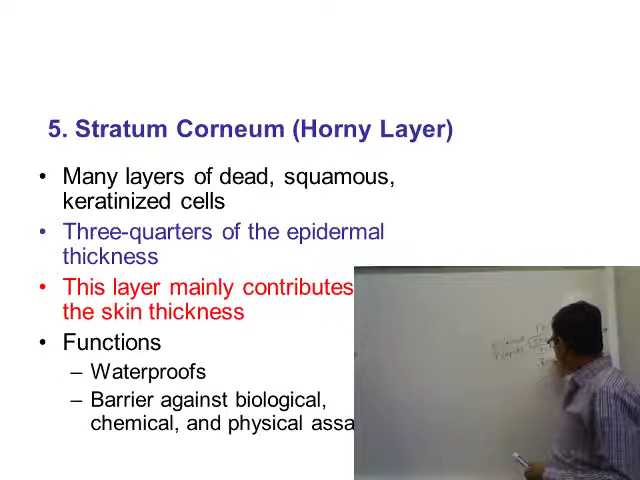 5. Stratum Corneum (Horny Layer)
• Many layers of dead, squamous,
keratinized cells
• Three-quarters of the epidermal
thickness
• This layer mainly contributes
the skin thickness
• Functions
– Waterproofs
– Barrier against biological,
chemical, and physical assa